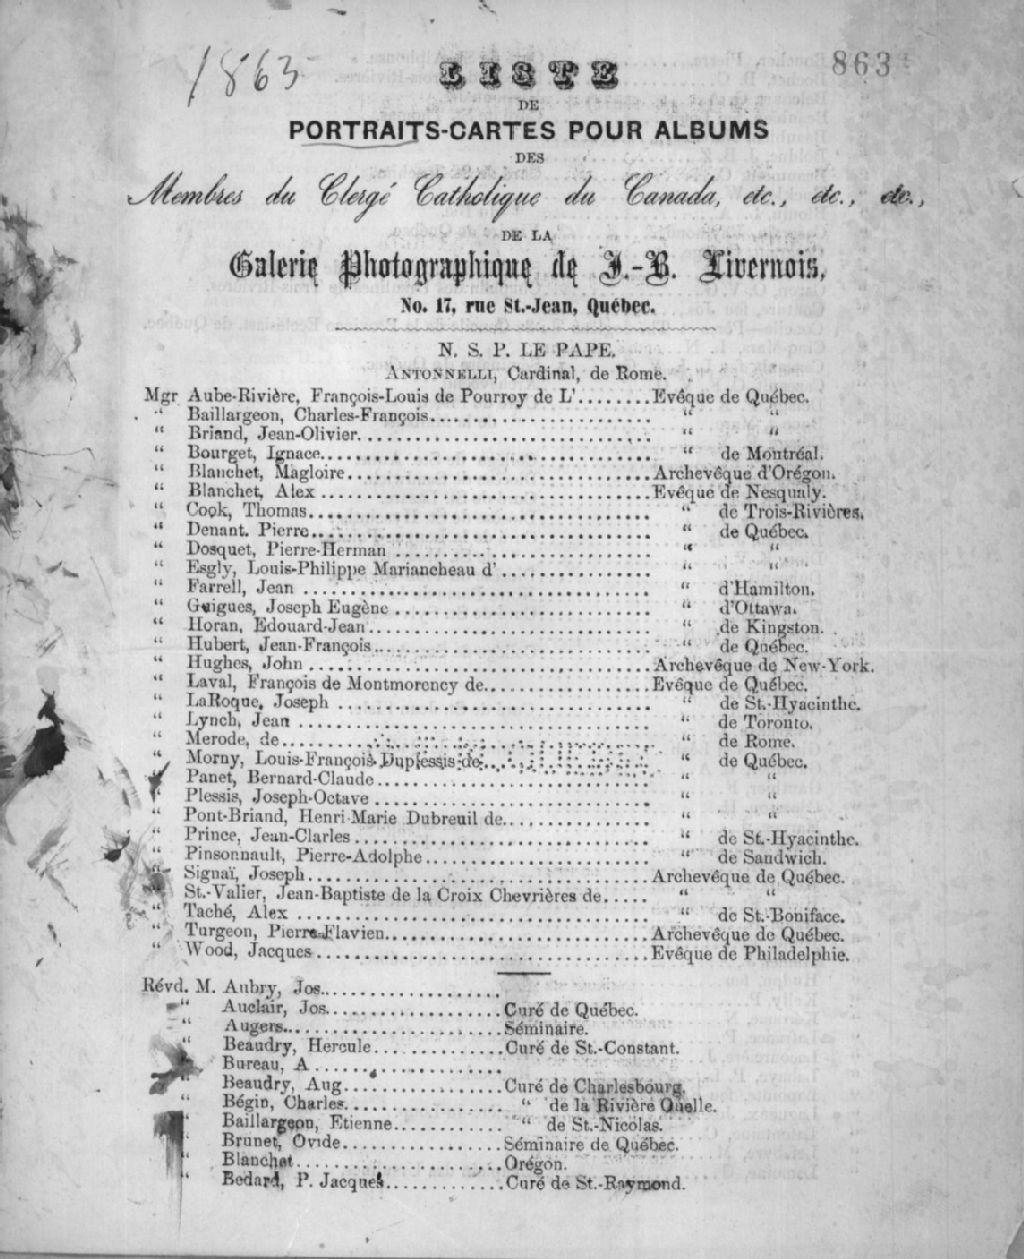 1863
863
LISTE
DE
PORTRAITS-CARTES POUR ALBUMS
DES
Membres du Clergé Catholique du Canada, etc., etc., etc.,
DE LA
Galerie Photographique de J.-B. Livernois,
No. 17, rue St.-Jean, Québec.
N. S. P. LE PAPE.
ANTONNELLI, Cardinal, de Rome.
Mgr Aube-Rivière, François-Louis de Pourroy de L'........Evêque de Québec.
" Baillargeon, Charles-François........ " "
" Briand, Jean-Olivier........ " "
" Bourget, Ignace........ " de Montréal.
" Blanchet, Magloire........Archevêque d'Orégon.
" Blanchet, Alex........Evêque de Nesqualy.
" Cook, Thomas........ " de Trois-Rivières.
" Denant. Pierre........ " de Québec.
" Dosquet, Pierre-Herman........ " "
" Esgly, Louis-Philippe Mariancheau d'........ " "
" Farrell, Jean........ " d'Hamilton.
" Guigues, Joseph Eugène........ " d'Ottawa.
" Horan, Edouard-Jean........ " de Kingston.
" Hubert, Jean-François........ " de Québec.
" Hughes, John........Archevêque de New-York.
" Laval, François de Montmorency de........Evêque de Québec.
" LaRoque, Joseph........ " de St.-Hyacinthe.
" Lynch, Jean........ " de Toronto.
" Merode, de........ " de Rome.
" Morny, Louis-François Duplessis de........ " de Québec.
" Panet, Bernard-Claude........ " "
" Plessis, Joseph-Octave........ " "
" Pont-Briand, Henri-Marie Dubreuil de........ " "
" Prince, Jean-Clarles........ " de St.-Hyacinthe.
" Pinsonnault, Pierre-Adolphe........ " de Sandwich.
" Signaï, Joseph........Archevêque de Québec.
" St.-Valier, Jean-Baptiste de la Croix Chevrières de..... " "
" Taché, Alex........ " de St.-Boniface.
" Turgeon, Pierre-Flavien........Archevêque de Québec.
" Wood, Jacques........Evêque de Philadelphie.
Révd. M. Aubry, Jos........
" Auclair, Jos........Curé de Québec.
" Augers........Séminaire.
" Beaudry, Hercule........Curé de St.-Constant.
" Bureau, A........
" Beaudry, Aug........Curé de Charlesbourg.
" Bégin, Charles........ " de la Rivière Ouelle.
" Baillargeon, Etienne........ " de St.-Nicolas.
" Brunet, Ovide........Séminaire de Québec.
" Blanchet........Orégon.
" Bedard, P. Jacques........Curé de St.-Raymond.